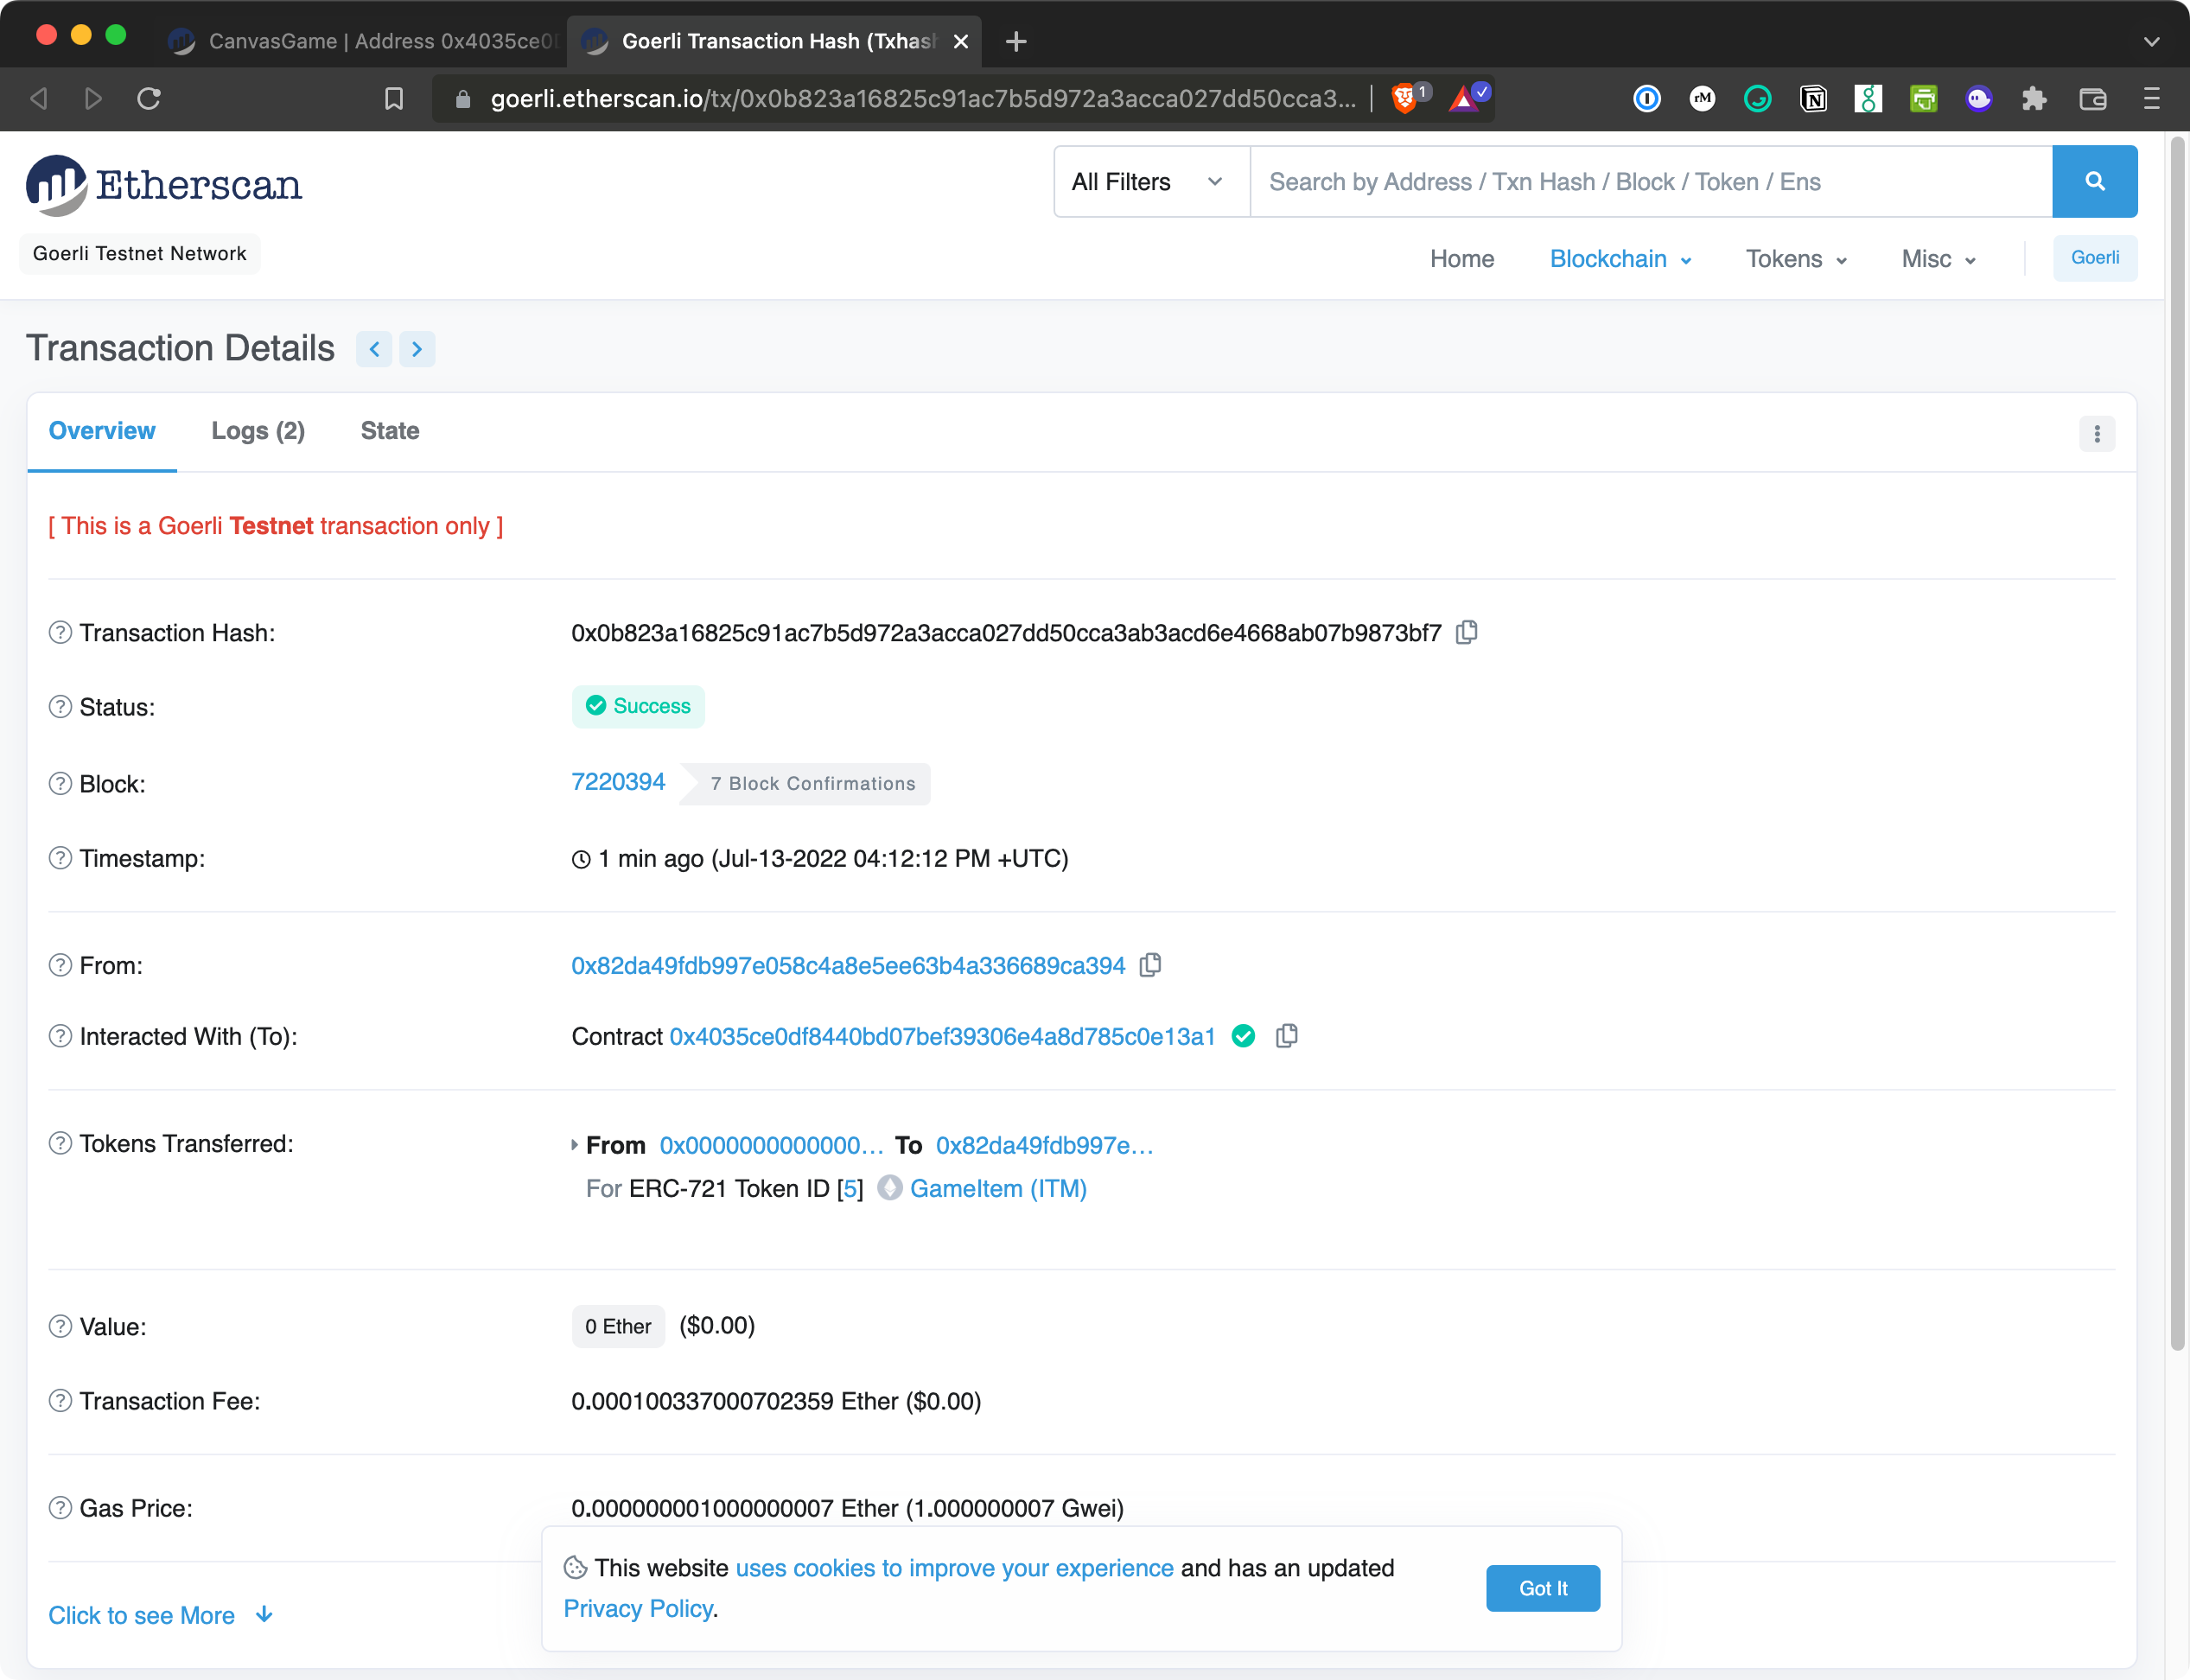 CanvasGame | Address 0x4035ce0
Goerli Transaction Hash (Txhash
goerli.etherscan.io/tx/0x0b823a16825c91ac7b5d972a3acca027dd50cca3...
1
rM
N
Etherscan
All Filters
Search by Address / Txn Hash / Block / Token / Ens
Goerli Testnet Network
Home Blockchain Tokens Misc Goerli
Transaction Details
Overview Logs (2) State
[ This is a Goerli Testnet transaction only ]
Transaction Hash: 0x0b823a16825c91ac7b5d972a3acca027dd50cca3ab3acd6e4668ab07b9873bf7
Status: Success
Block: 7220394 7 Block Confirmations
Timestamp: 1 min ago (Jul-13-2022 04:12:12 PM +UTC)
From: 0x82da49fdb997e058c4a8e5ee63b4a336689ca394
Interacted With (To): Contract 0x4035ce0df8440bd07bef39306e4a8d785c0e13a1
Tokens Transferred: From 0x0000000000000... To 0x82da49fdb997e...
For ERC-721 Token ID [5] GameItem (ITM)
Value: 0 Ether ($0.00)
Transaction Fee: 0.000100337000702359 Ether ($0.00)
Gas Price: 0.000000001000000007 Ether (1.000000007 Gwei)
This website uses cookies to improve your experience and has an updated
Privacy Policy.
Got It
Click to see More